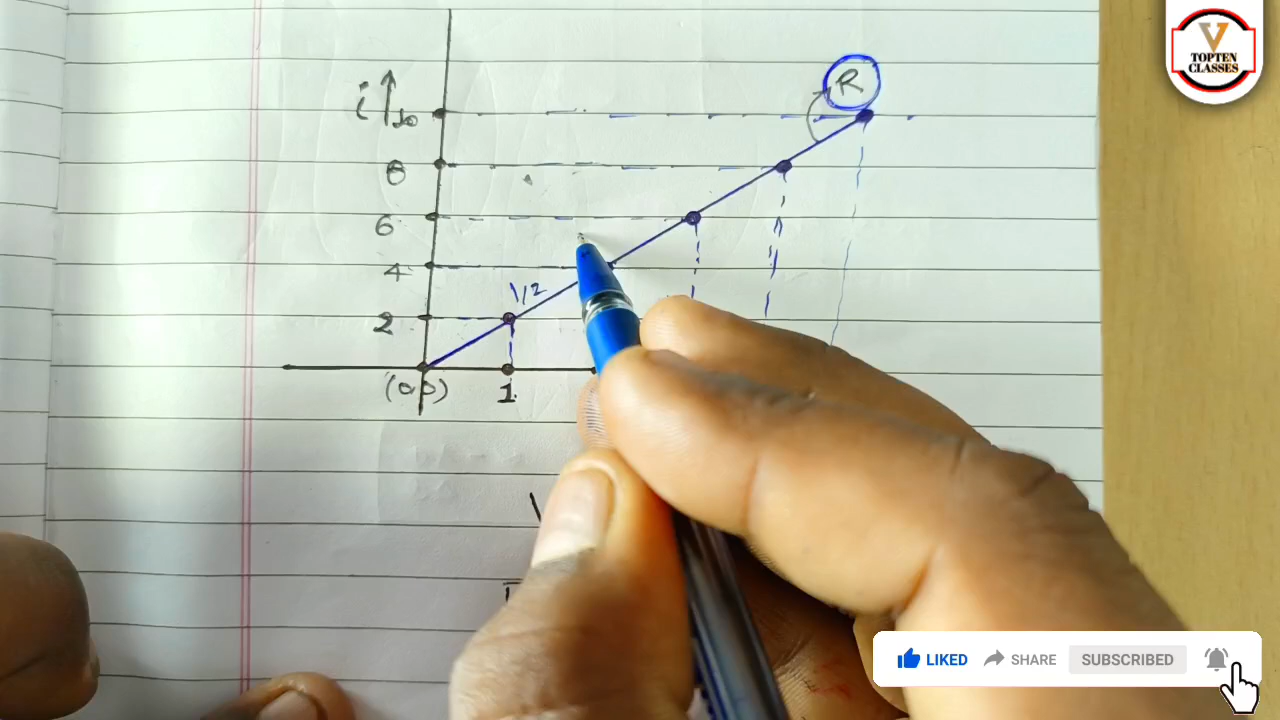 V
TOPTEN
CLASSES
R
i
10
8
6
4
1/2
2
(0,0)
1
LIKED SHARE SUBSCRIBED